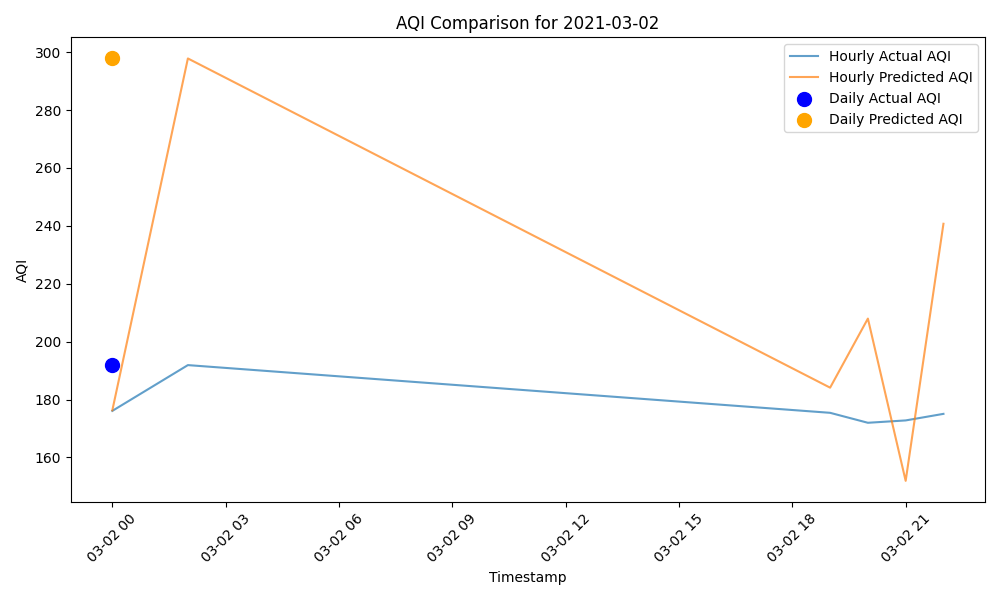 AQI Comparison for 2021-03-02
Hourly Actual AQI
Hourly Predicted AQI
Daily Actual AQI
Daily Predicted AQI
AQI
300
280
260
240
220
200
180
160
03-02 00
03-02 03
03-02 06
03-02 09
03-02 12
03-02 15
03-02 18
03-02 21
Timestamp